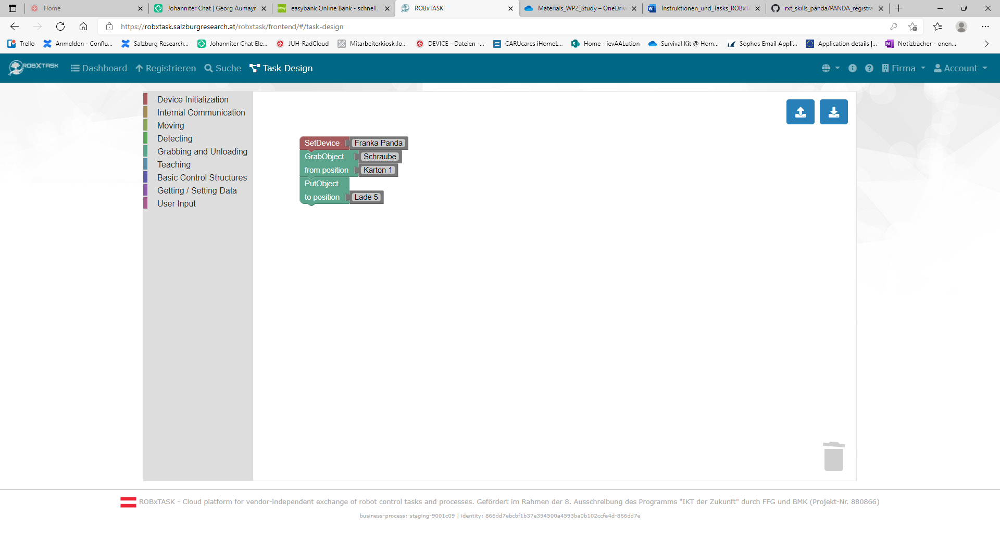 Home
Johanniter Chat | Georg Aumayr
easybank Online Bank - schnell,
ROBxTASK
Materials_WP2_Study – OneDriv
Instruktionen_und_Tasks_ROBxTA
rxt_skills_panda/PANDA_registra
https://robxtask.salzburgresearch.at/robxtask/frontend/#/task-design
Trello
Anmelden - Conflu...
Salzburg Research...
Johanniter Chat Ele...
JUH-RadCloud
Mitarbeiterkiosk Jo...
DEVICE - Dateien -...
CARUcares iHomeL...
Home - ievAALution
Survival Kit @ Hom...
Sophos Email Appli...
Application details |...
Notizbücher - onen...
ROBXTASK
Dashboard
Registrieren
Suche
Task Design
Firma
Account
Device Initialization
Internal Communication
Moving
Detecting
Grabbing and Unloading
Teaching
Basic Control Structures
Getting / Setting Data
User Input
SetDevice Franka Panda
GrabObject Schraube
from position Karton 1
PutObject
to position Lade 5
ROBxTASK - Cloud platform for vendor-independent exchange of robot control tasks and processes. Gefördert im Rahmen der 8. Ausschreibung des Programms "IKT der Zukunft" durch FFG und BMK (Projekt-Nr. 880866)
business-process: staging-9001c09 | identity: 866dd7ebcbf1b37e394500a4593ba0b102ccfe4d-866dd7e